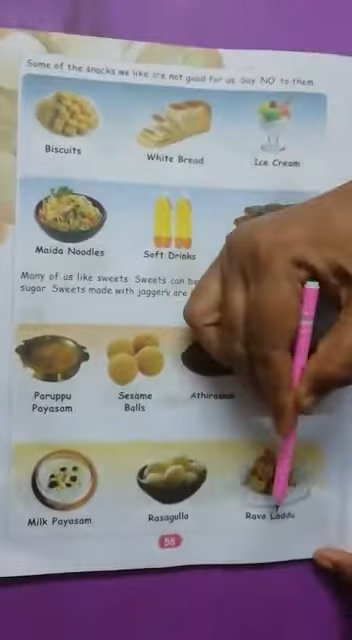 Some of the snacks we like are not good for us. Say 'NO' to them.
Biscuits
White Bread
Ice Cream
Maida Noodles
Soft Drinks
Many of us like sweets. Sweets can be
sugar. Sweets made with jaggery are
Paruppu
Payasam
Sesame
Balls
Athirasam
Milk Payasam
Rasagulla
Rava Laddu
58